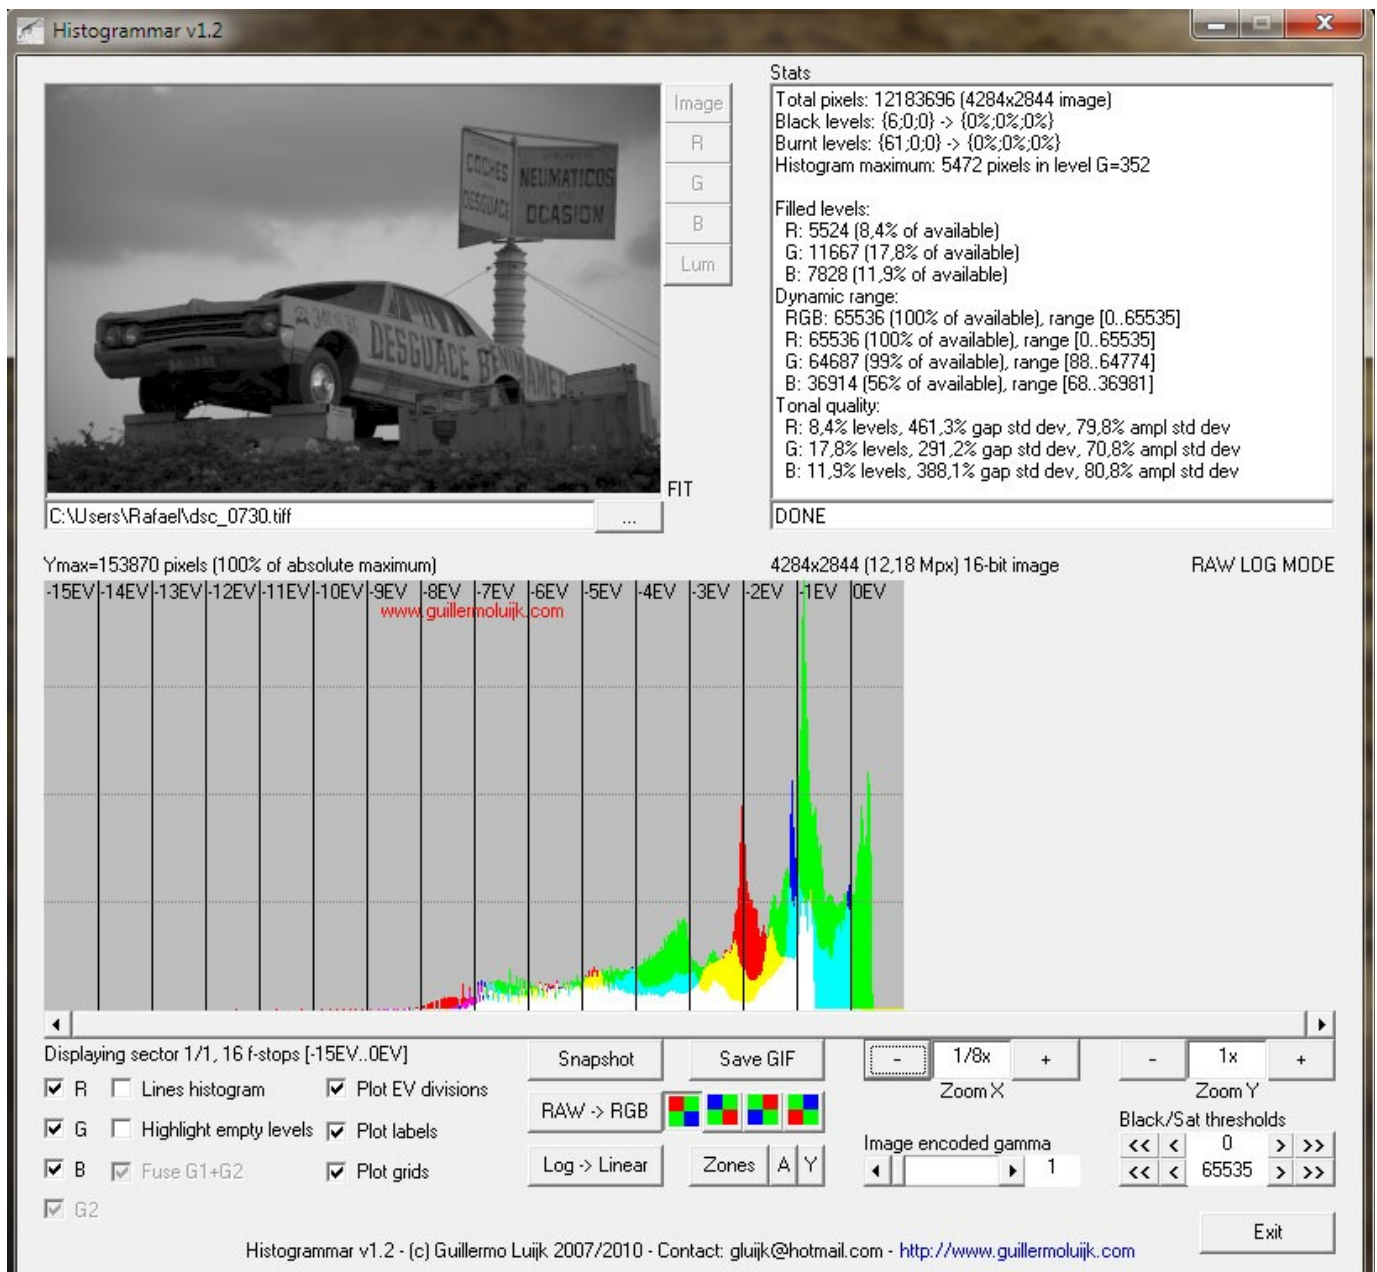 Histogrammar v1.2
Stats
COCHES
DESGUACE
NEUMATICOS
DE
OCASION
DESGUACE BENIMAMET
Image
R
G
B
Lum
FIT
C:\Users\Rafael\dsc_0730.tiff
...
Total pixels: 12183696 (4284x2844 image)
Black levels: {6;0;0} -> {0%;0%;0%}
Burnt levels: {61;0;0} -> {0%;0%;0%}
Histogram maximum: 5472 pixels in level G=352
Filled levels:
R: 5524 (8,4% of available)
G: 11667 (17,8% of available)
B: 7828 (11,9% of available)
Dynamic range:
RGB: 65536 (100% of available), range [0..65535]
R: 65536 (100% of available), range [0..65535]
G: 64687 (99% of available), range [88..64774]
B: 36914 (56% of available), range [68..36981]
Tonal quality:
R: 8,4% levels, 461,3% gap std dev, 79,8% ampl std dev
G: 17,8% levels, 291,2% gap std dev, 70,8% ampl std dev
B: 11,9% levels, 388,1% gap std dev, 80,8% ampl std dev
DONE
Ymax=153870 pixels (100% of absolute maximum)
4284x2844 (12,18 Mpx) 16-bit image
RAW LOG MODE
-15EV -14EV -13EV -12EV -11EV -10EV -9EV -8EV -7EV -6EV -5EV -4EV -3EV -2EV -1EV 0EV
www.guillermoluijk.com
Displaying sector 1/1, 16 f-stops [-15EV..0EV]
R
Lines histogram
Plot EV divisions
G
Highlight empty levels
Plot labels
B
Fuse G1+G2
Plot grids
G2
Snapshot
Save GIF
RAW -> RGB
Log -> Linear
Zones
A
Y
- 1/8x +
Zoom X
- 1x +
Zoom Y
Image encoded gamma
1
Black/Sat thresholds
<< < 0 > >>
<< < 65535 > >>
Exit
Histogrammar v1.2 - (c) Guillermo Luijk 2007/2010 - Contact: gluijk@hotmail.com - http://www.guillermoluijk.com